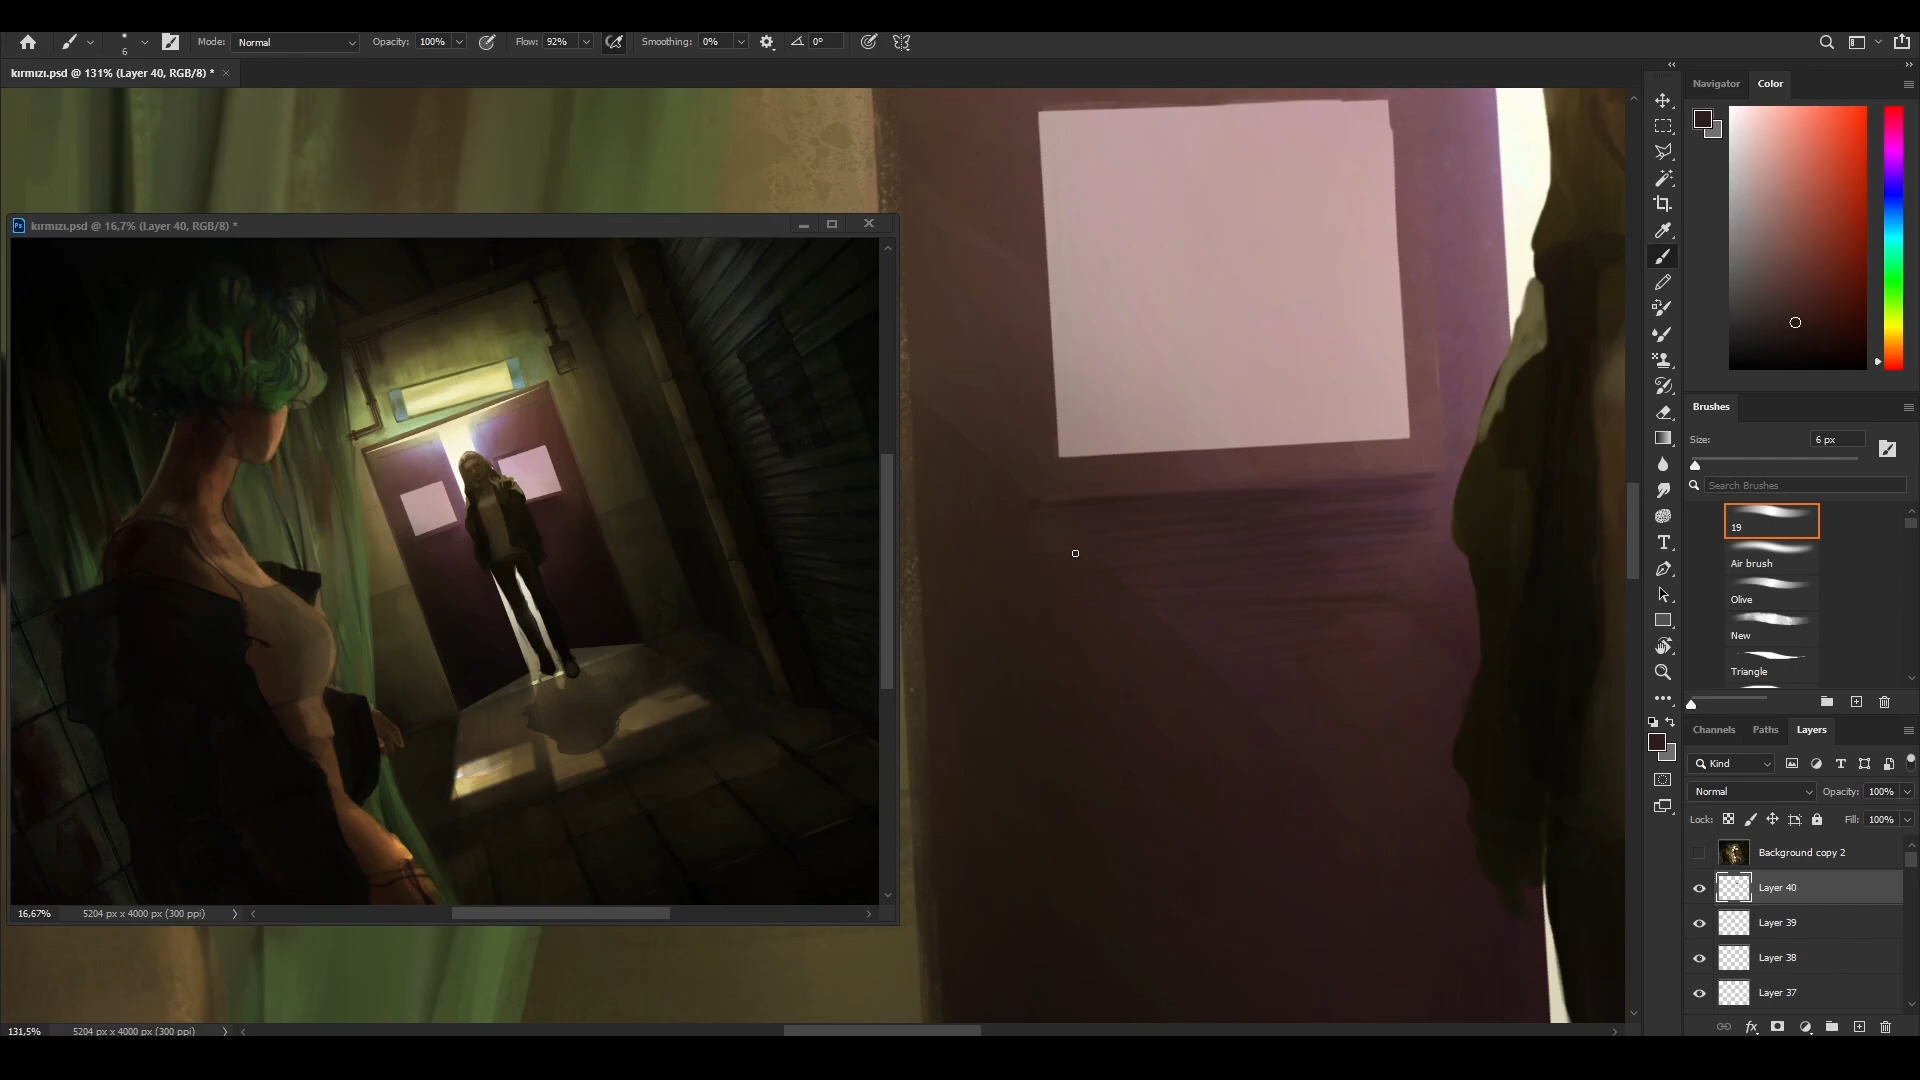 6
Mode:
Normal
Opacity:
100%
Flow:
92%
Smoothing:
0%
0°
kırmızı.psd @ 131% (Layer 40, RGB/8) *
Navigator
Color
Ps
kırmızı.psd @ 16,7% (Layer 40, RGB/8) *
Brushes
Size:
6 px
Search Brushes
19
Air brush
Olive
New
Triangle
Channels
Paths
Layers
Kind
Normal
Opacity:
100%
Lock:
Fill:
100%
Background copy 2
Layer 40
Layer 39
Layer 38
Layer 37
16,67%
5204 px x 4000 px (300 ppi)
131,5%
5204 px x 4000 px (300 ppi)